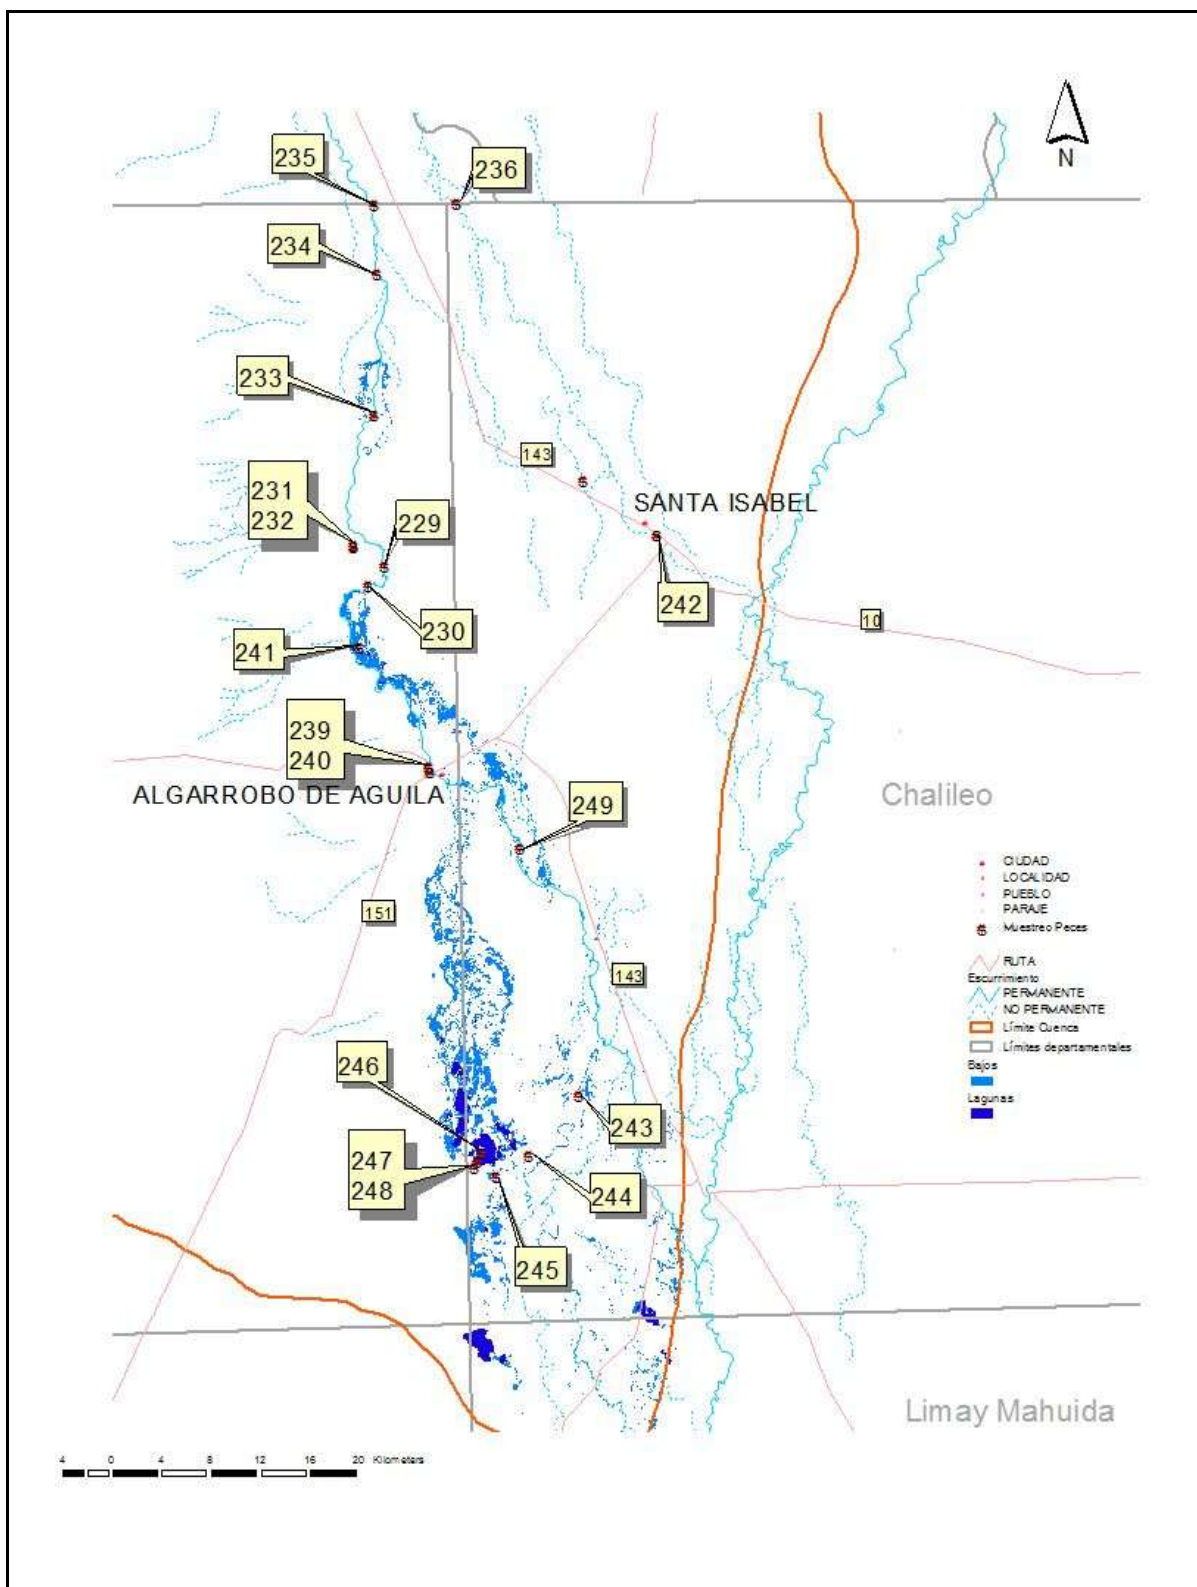 N
235
236
234
233
143
SANTA ISABEL
231
232
229
242
10
230
241
239
240
ALGARROBO DE AGUILA
249
Chalileo
CIUDAD
LOCALIDAD
PUEBLO
PARAJE
Muestreo Peces
RUTA
Escurrimiento
PERMANENTE
NO PERMANENTE
Límite Cuenca
Límites departamentales
Bajos
Lagunas
151
143
246
243
247
248
244
245
Limay Mahuida
4 0 4 8 12 16 20 Kilometers